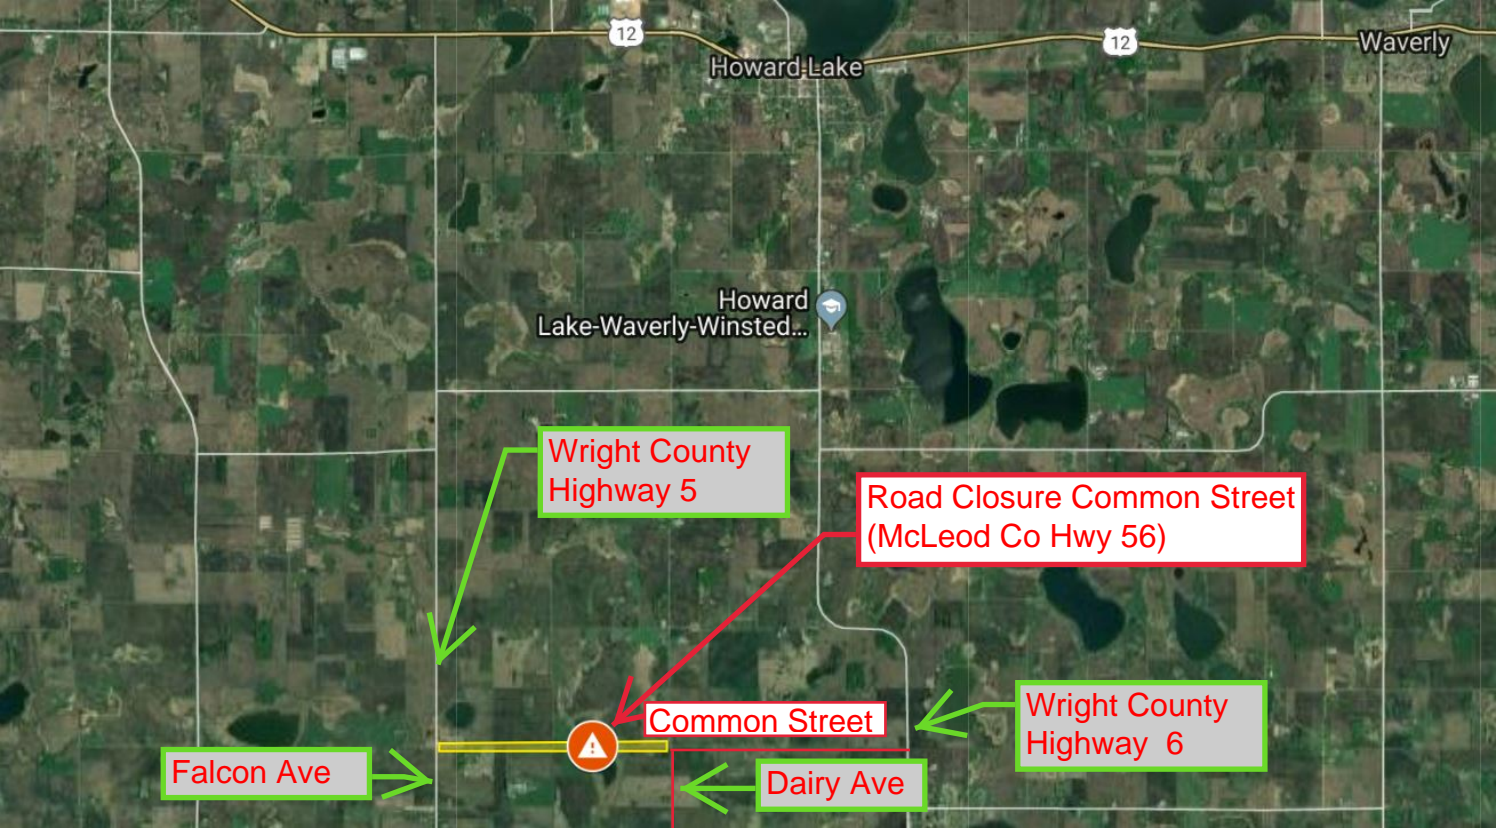 12
12
Waverly
Howard Lake
Howard
Lake-Waverly-Winsted...
Wright County
Highway 5
Road Closure Common Street
(McLeod Co Hwy 56)
Common Street
Wright County
Highway 6
Falcon Ave
Dairy Ave